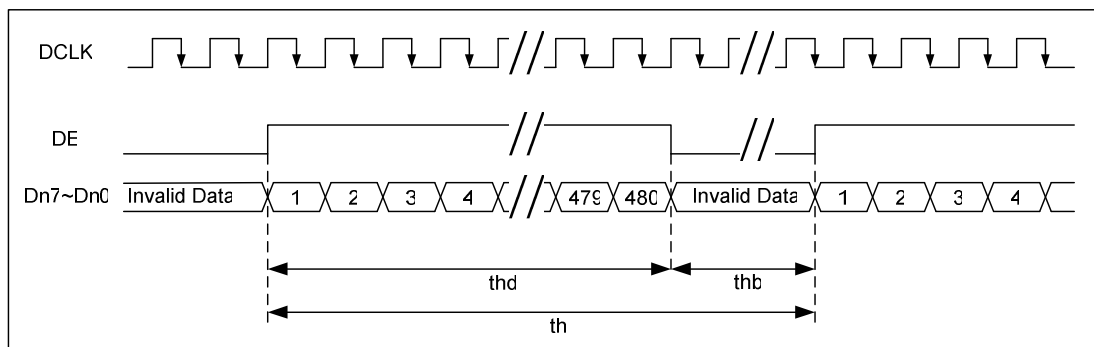 DCLK
DE
Dn7~Dn0 Invalid Data 1 2 3 4 479 480 Invalid Data 1 2 3 4
thd thb
th